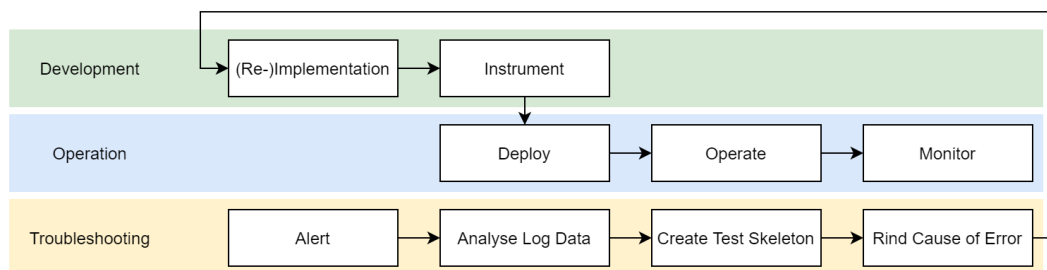 Development
(Re-)Implementation
Instrument
Operation
Deploy
Operate
Monitor
Troubleshooting
Alert
Analyse Log Data
Create Test Skeleton
Rind Cause of Error